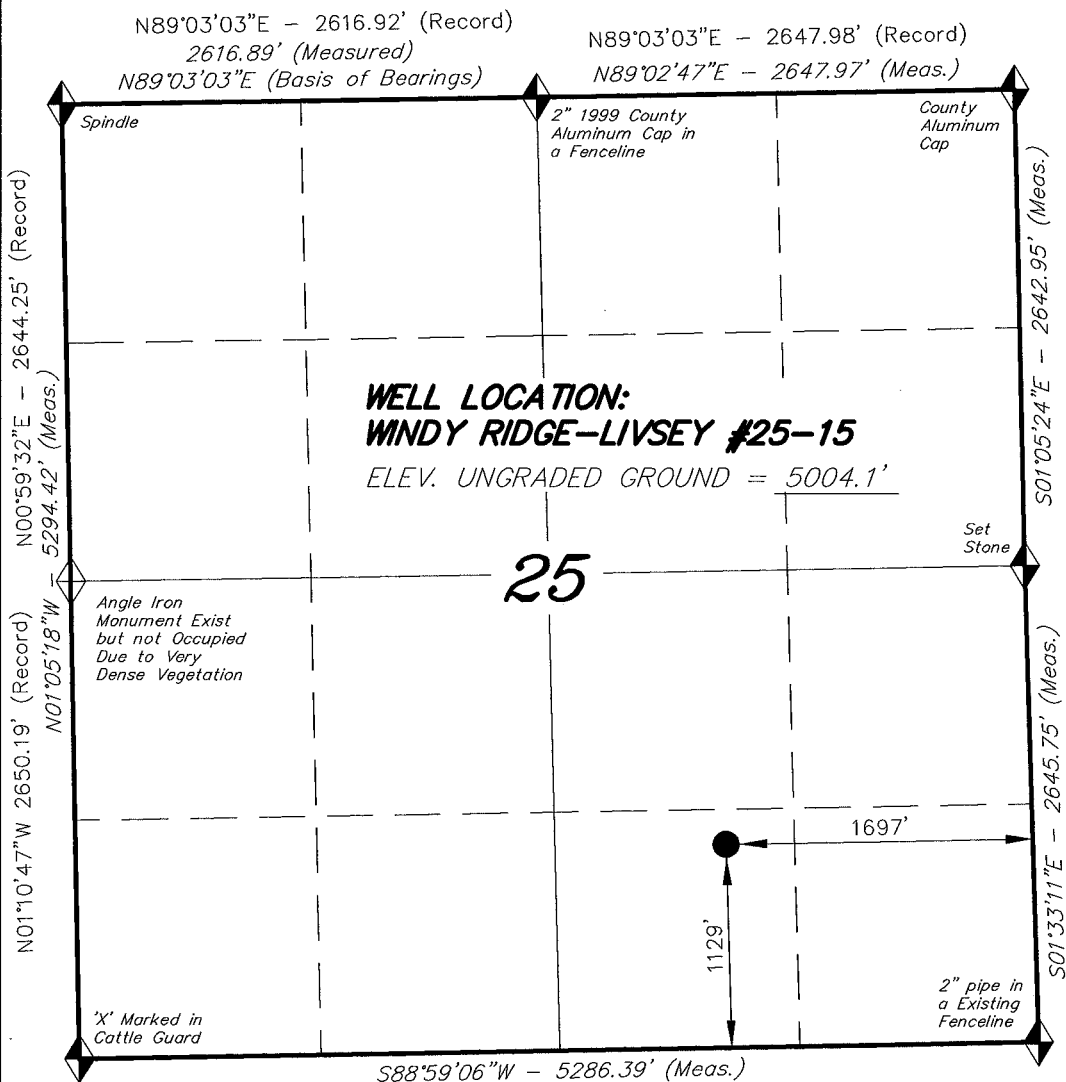 N89°03'03"E - 2616.92' (Record)
2616.89' (Measured)
N89°03'03"E (Basis of Bearings)
N89°03'03"E - 2647.98' (Record)
N89°02'47"E - 2647.97' (Meas.)
Spindle
2" 1999 County
Aluminum Cap in
a Fenceline
County
Aluminum
Cap
N00°59'32"E - 2644.25' (Record)
N01°05'18"W - 5294.42' (Meas.)
N01°10'47"W 2650.19' (Record)
S01°05'24"E - 2642.95' (Meas.)
WELL LOCATION:
WINDY RIDGE-LIVSEY #25-15
ELEV. UNGRADED GROUND = 5004.1'
Set
Stone
25
Angle Iron
Monument Exist
but not Occupied
Due to Very
Dense Vegetation
S01°33'11"E - 2645.75' (Meas.)
1697'
1129'
'X' Marked in
Cattle Guard
2" pipe in
a Existing
Fenceline
S88°59'06"W - 5286.39' (Meas.)